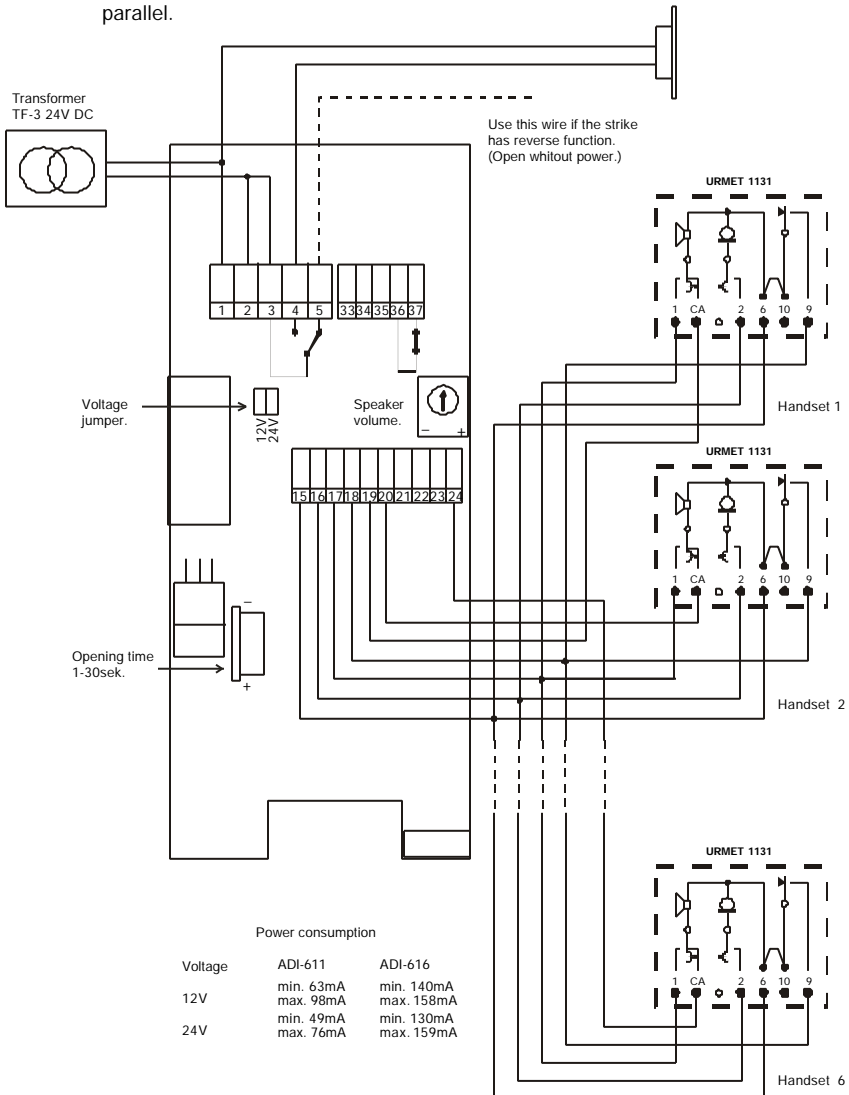 parallel.
Transformer
TF-3 24V DC
Use this wire if the strike
has reverse function.
(Open whitout power.)
URMET 1131
1 CA 2 6 10 9
Handset 1
1 2 3 4 5 33 34 35 36 37
Voltage
jumper.
12V
24V
Speaker
volume.
- +
URMET 1131
1 CA 2 6 10 9
Handset 2
15 16 17 18 19 20 21 22 23 24
Opening time
1-30sek.
-
+
URMET 1131
1 CA 2 6 10 9
Handset 6
Power consumption
Voltage ADI-611 ADI-616
12V
min. 63mA min. 140mA
max. 98mA max. 158mA
24V
min. 49mA min. 130mA
max. 76mA max. 159mA